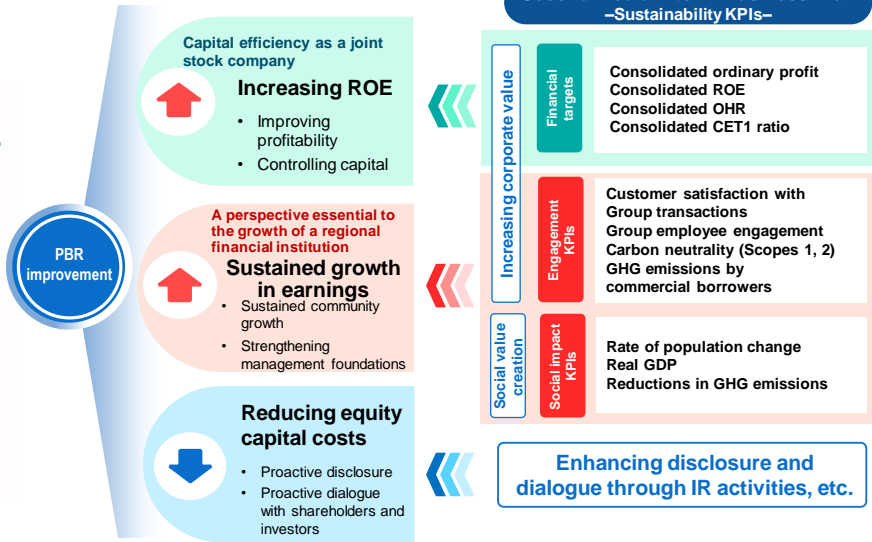 PBR
improvement
Capital efficiency as a joint
stock company
Increasing ROE
• Improving
profitability
• Controlling capital
A perspective essential to
the growth of a regional
financial institution
Sustained growth
in earnings
• Sustained community
growth
• Strengthening
management foundations
Reducing equity
capital costs
• Proactive disclosure
• Proactive dialogue
with shareholders and
investors
–Sustainability KPIs–
Increasing corporate value
Financial
targets
Consolidated ordinary profit
Consolidated ROE
Consolidated OHR
Consolidated CET1 ratio
Engagement
KPIs
Customer satisfaction with
Group transactions
Group employee engagement
Carbon neutrality (Scopes 1, 2)
GHG emissions by
commercial borrowers
Social value
creation
Social impact
KPIs
Rate of population change
Real GDP
Reductions in GHG emissions
Enhancing disclosure and
dialogue through IR activities, etc.